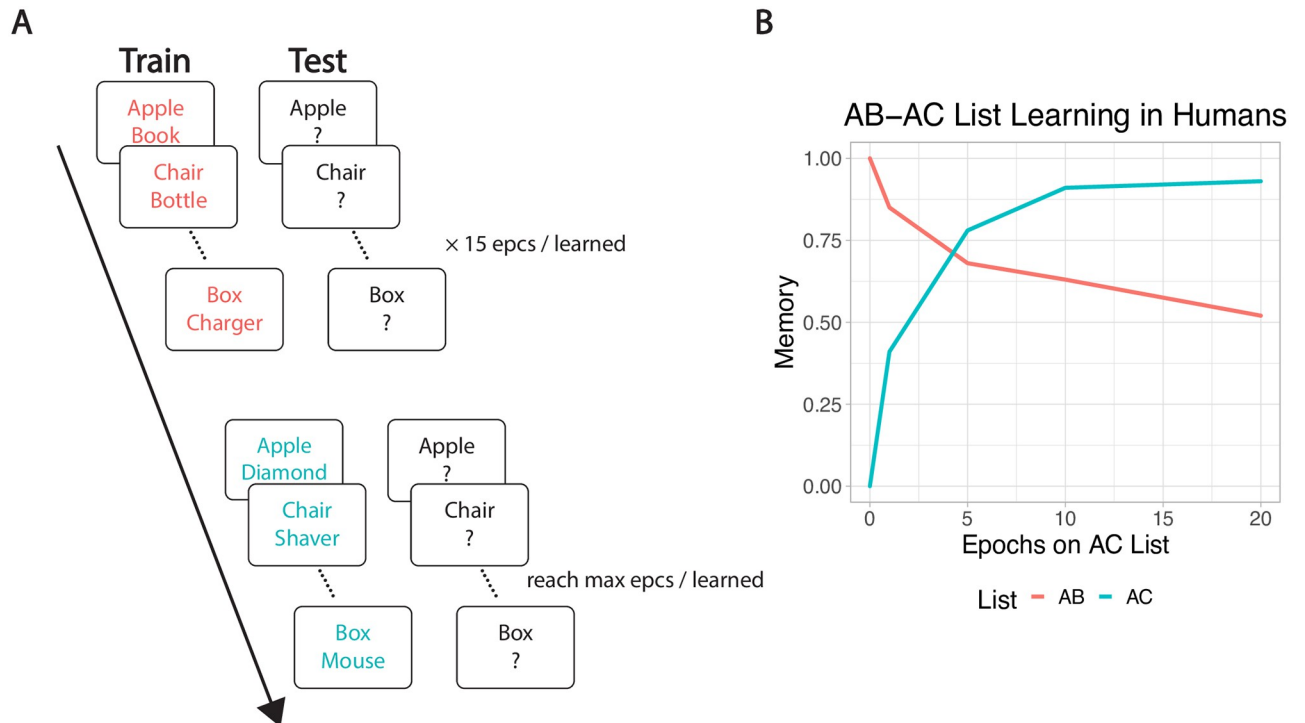 A
Train
Test
Apple
Book
Apple
?
Chair
Bottle
Chair
?
× 15 epcs / learned
Box
Charger
Box
?
Apple
Diamond
Apple
?
Chair
Shaver
Chair
?
reach max epcs / learned
Box
Mouse
Box
?
B
AB−AC List Learning in Humans
Memory
1.00
0.75
0.50
0.25
0.00
0 5 10 15 20
Epochs on AC List
List AB AC